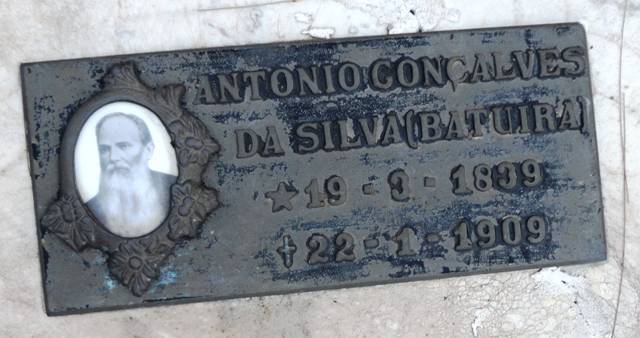 ANTONIO GONÇALVES
DA SILVA (BATUIRA)
★ 19 - 3 - 1839
✝ 22 - 1 - 1909